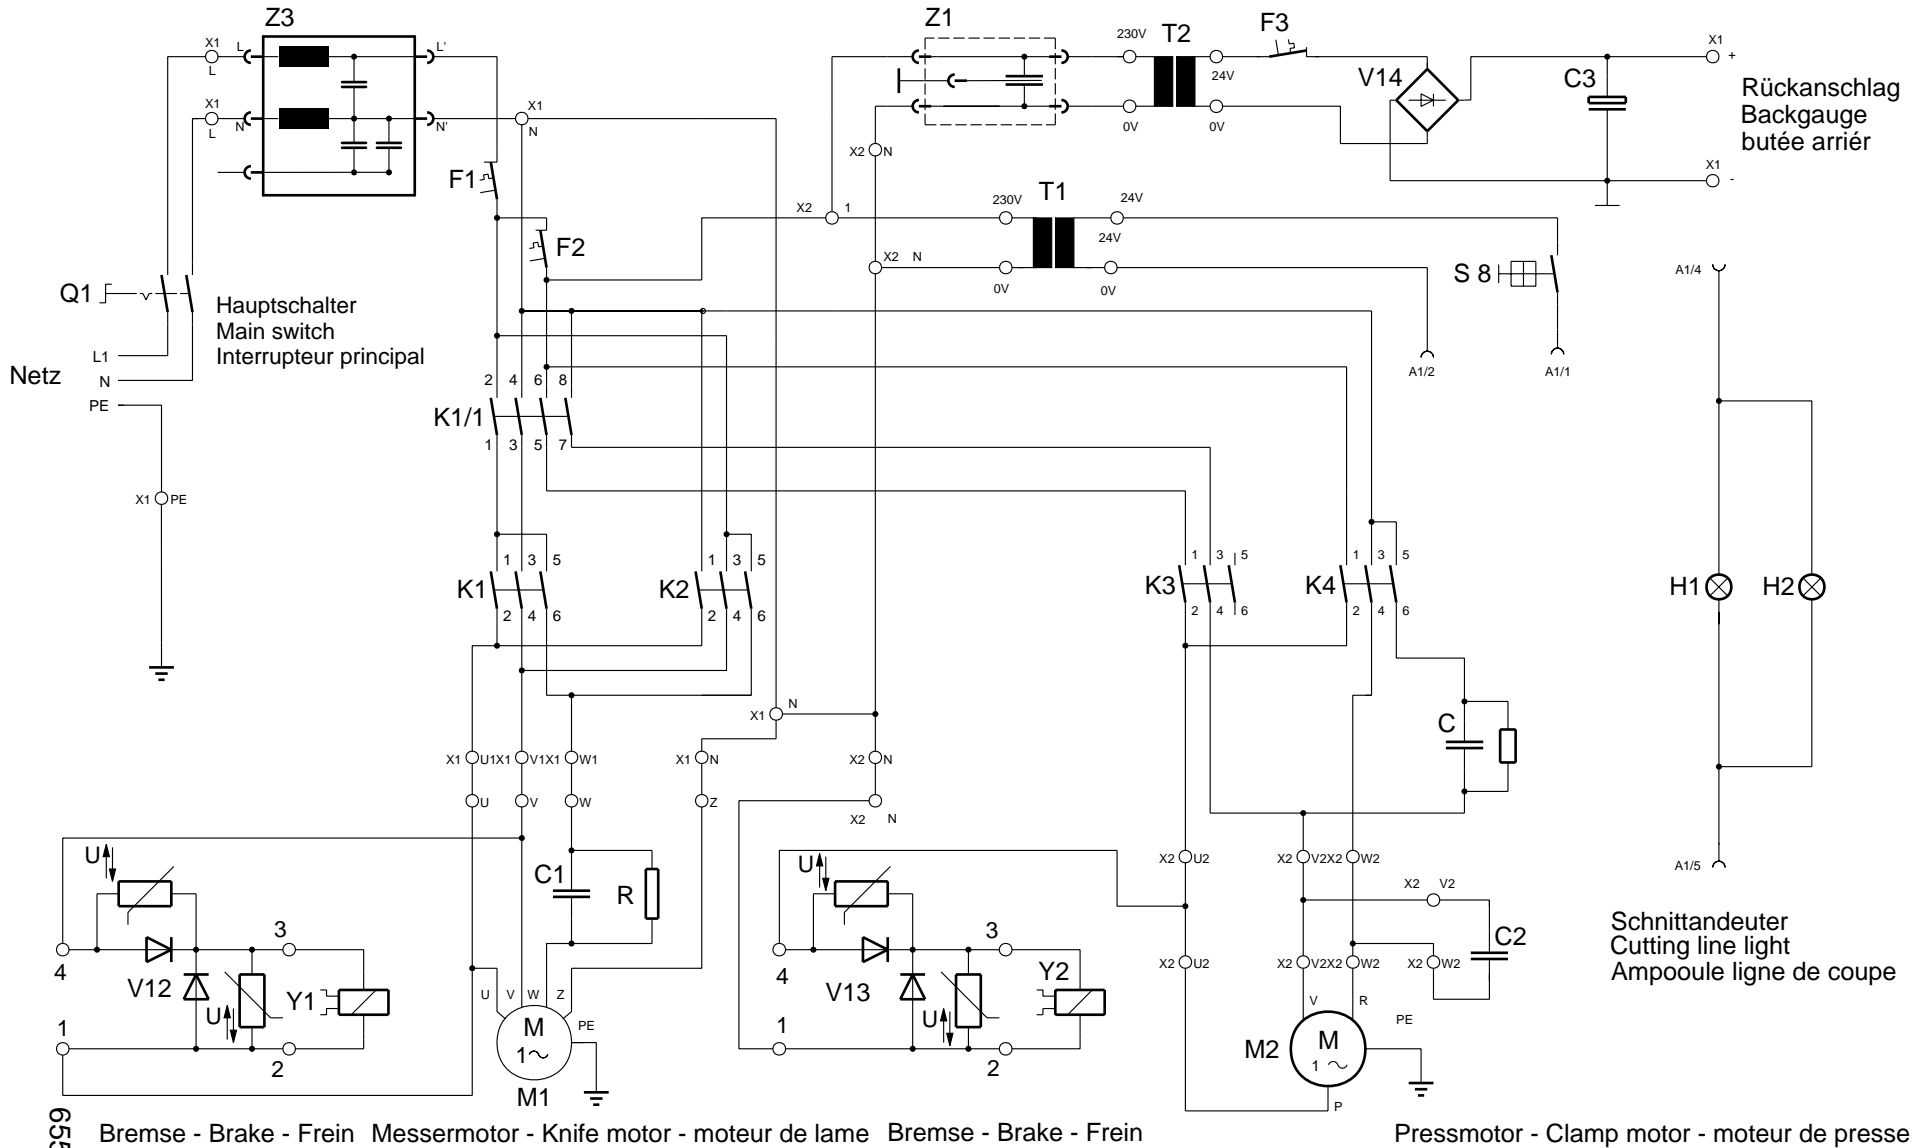 Z3
Z1
F3
T2
230V
24V
0V
0V
X1
L
L
L'
X1
L
N
N'
X1
N
V14
C3
X1
+
X1
-
Rückanschlag
Backgauge
butée arriér
X2
N
F1
F2
X2
1
230V
T1
24V
24V
X2
N
0V
0V
S 8
A1/4
A1/2
A1/1
Q1
Hauptschalter
Main switch
Interrupteur principal
Netz
L1
N
PE
X1
PE
2
4
6
8
K1/1
1
3
5
7
1
3
5
K1
2
4
6
1
3
5
K2
2
4
6
1
3
5
K3
2
4
6
1
3
5
K4
2
4
6
H1
H2
X1
N
X1
U1
X1
V1
X1
W1
X1
N
X2
N
U
V
W
Z
X2
N
C
U
V12
3
4
1
2
U
Y1
C1
R
U
V
W
Z
PE
M
1
M1
U
V13
3
4
1
2
U
Y2
X2
U2
X2
V2
X2
W2
X2
V2
C2
X2
U2
X2
V2
X2
W2
X2
W2
V
R
PE
M2
M
1
P
A1/5
Schnittandeuter
Cutting line light
Ampooule ligne de coupe
655
Bremse - Brake - Frein
Messermotor - Knife motor - moteur de lame
Bremse - Brake - Frein
Pressmotor - Clamp motor - moteur de presse